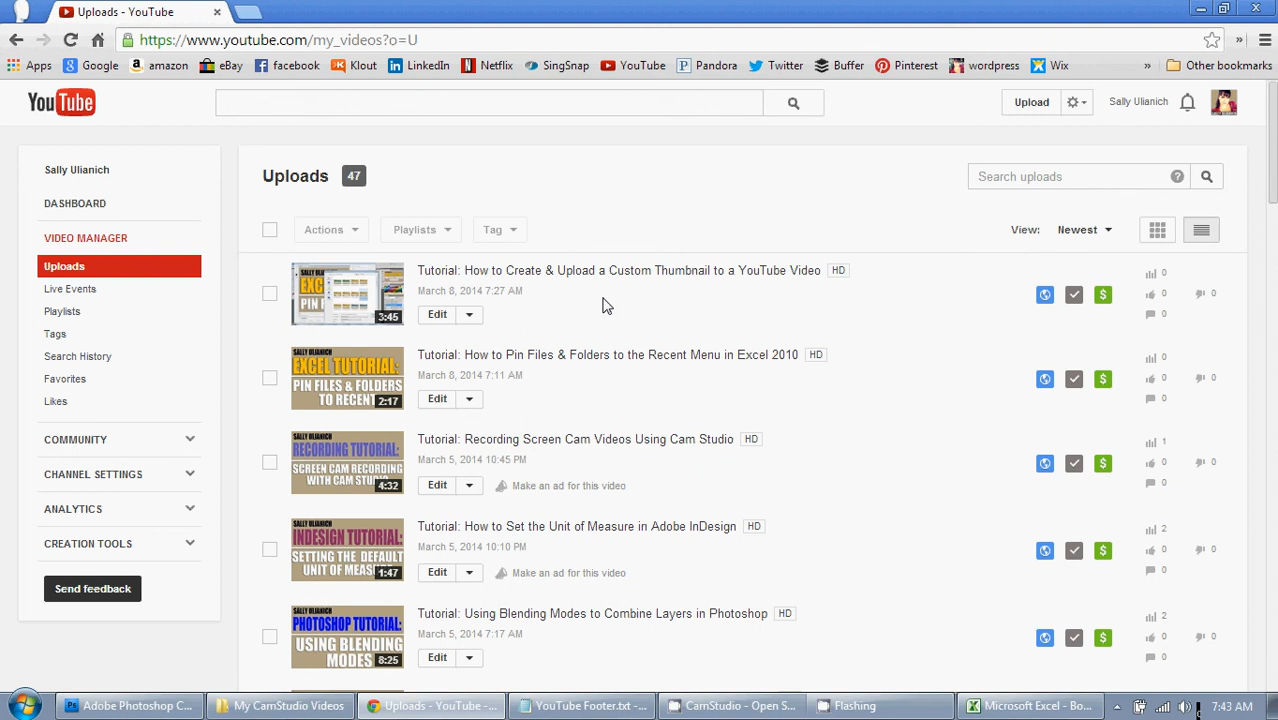 Uploads - YouTube
https://www.youtube.com/my_videos?o=U
Apps Google amazon eBay facebook Klout LinkedIn Netflix SingSnap YouTube Pandora Twitter Buffer Pinterest wordpress Wix » Other bookmarks
YouTube Upload Sally Ulianich
Sally Ulianich
DASHBOARD
VIDEO MANAGER
Uploads
Live Events
Playlists
Tags
Search History
Favorites
Likes
COMMUNITY
CHANNEL SETTINGS
ANALYTICS
CREATION TOOLS
Send feedback
Uploads 47 Search uploads ?
Actions Playlists Tag View: Newest
Tutorial: How to Create & Upload a Custom Thumbnail to a YouTube Video HD
March 8, 2014 7:27 AM
Edit
3:45
0
0 0
0
EXCEL TUTORIAL:
PIN FILES & FOLDERS
TO RECENT
2:17
Tutorial: How to Pin Files & Folders to the Recent Menu in Excel 2010 HD
March 8, 2014 7:11 AM
Edit
0
0 0
0
SALLY ULIANICH
RECORDING TUTORIAL:
SCREEN CAM RECORDING
WITH CAM STUDIO
4:32
Tutorial: Recording Screen Cam Videos Using Cam Studio HD
March 5, 2014 10:45 PM
Edit Make an ad for this video
1
0 0
0
SALLY ULIANICH
INDESIGN TUTORIAL:
SETTING THE DEFAULT
UNIT OF MEASU
1:47
Tutorial: How to Set the Unit of Measure in Adobe InDesign HD
March 5, 2014 10:10 PM
Edit Make an ad for this video
2
0 0
0
SALLY ULIANICH
PHOTOSHOP TUTORIAL:
USING BLENDING
MODES
8:25
Tutorial: Using Blending Modes to Combine Layers in Photoshop HD
March 5, 2014 7:17 AM
Edit
2
0 0
0
Adobe Photoshop C... My CamStudio Videos Uploads - YouTube -... YouTube Footer.txt -... CamStudio - Open S... Flashing Microsoft Excel - Bo... 7:43 AM